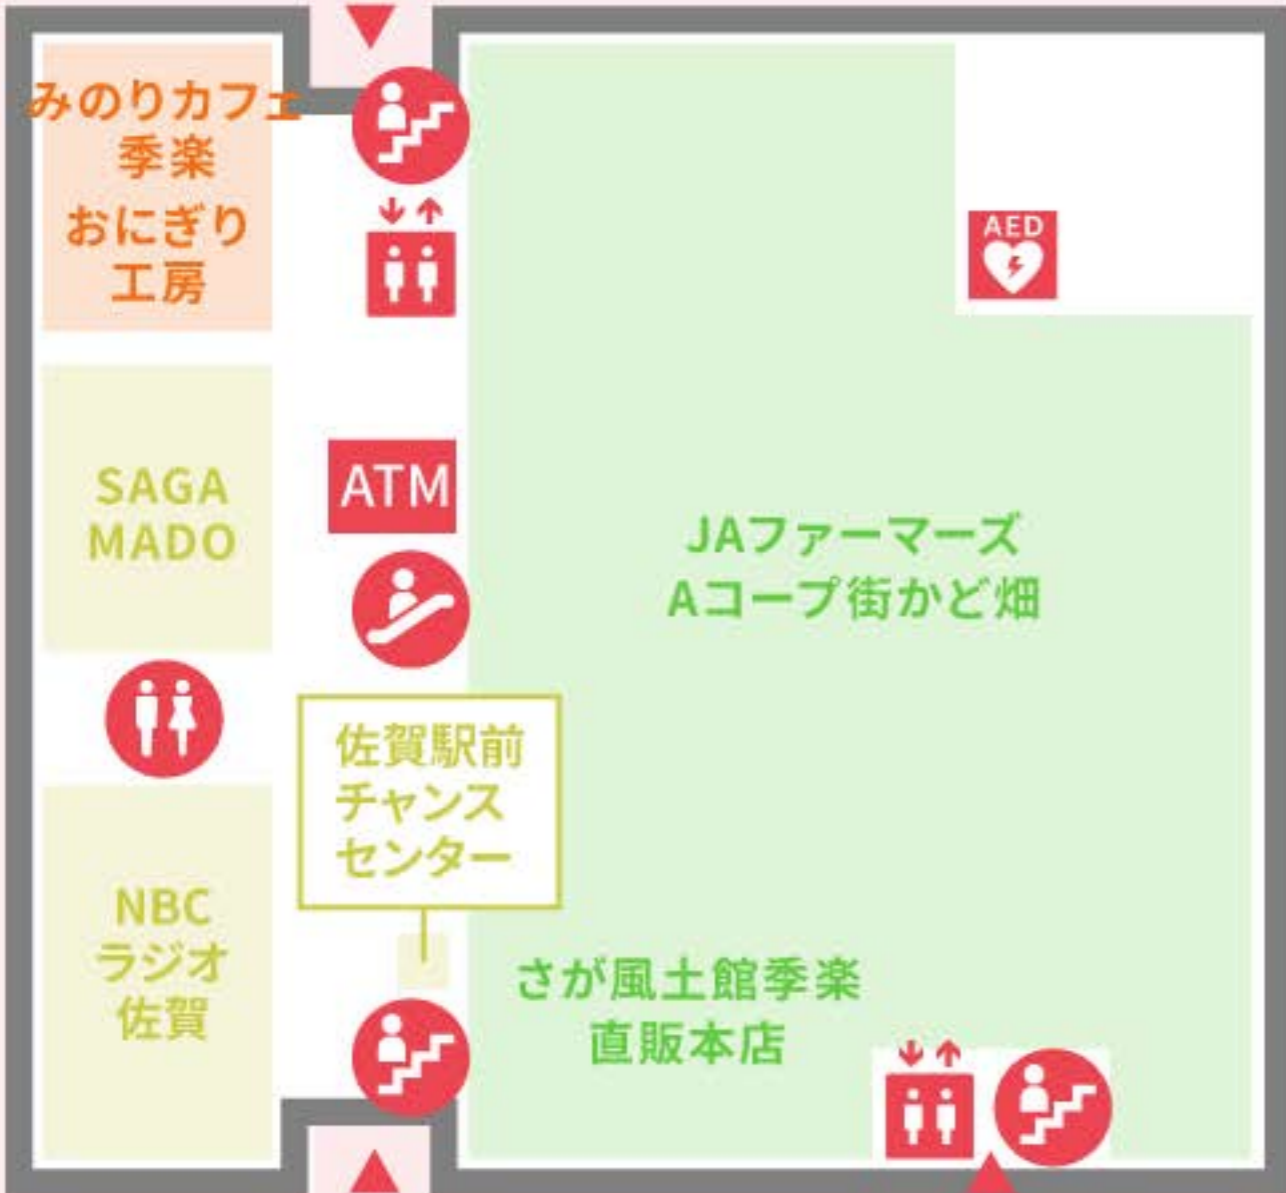 みのりカフェ
季楽
おにぎり
工房
AED
SAGA
MADO
ATM
JAファーマーズ
Aコープ街かど畑
佐賀駅前
チャンス
センター
NBC
ラジオ
佐賀
さが風土館季楽
直販本店